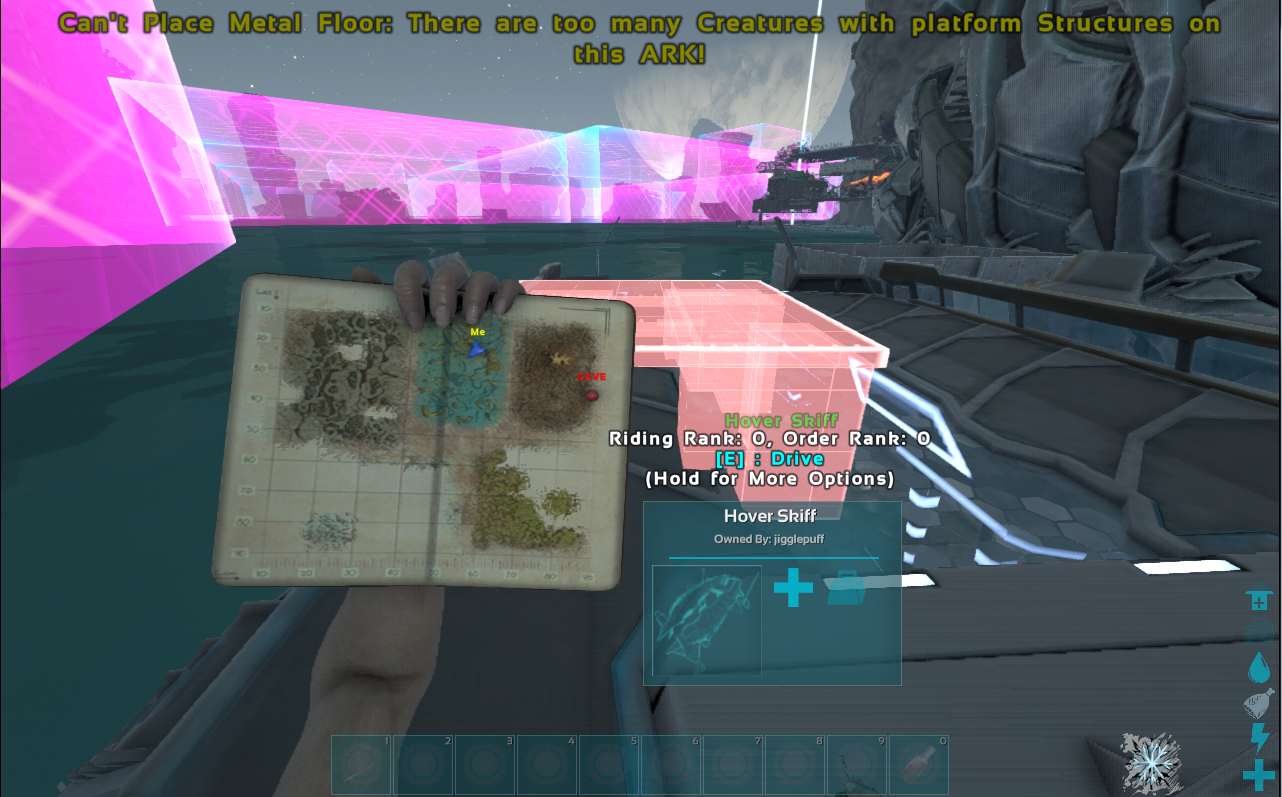 Can't Place Metal Floor: There are too many Creatures with platform Structures on
this ARK!
Me
CAVE
Hover Skiff
Riding Rank: 0, Order Rank: 0
[E] : Drive
(Hold for More Options)
Hover Skiff
Owned By: jigglepuff
1 2 3 4 5 6 7 8 9 0